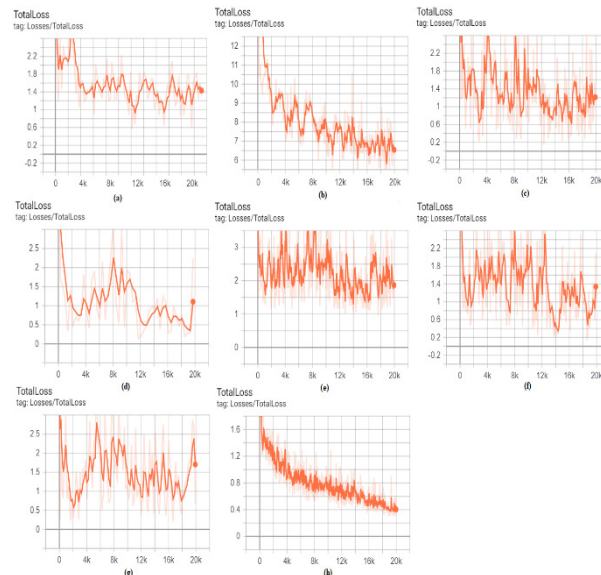 TotalLoss
tag: Losses/TotalLoss
2.2
1.8
1.4
1
0.6
0.2
-0.2
0 4k 8k 12k 16k 20k
(a)
TotalLoss
tag: Losses/TotalLoss
12
11
10
9
8
7
6
0 4k 8k 12k 16k 20k
(b)
TotalLoss
tag: Losses/TotalLoss
2.2
1.8
1.4
1
0.6
0.2
-0.2
0 4k 8k 12k 16k 20k
(c)
TotalLoss
tag: Losses/TotalLoss
3
2.5
2
1.5
1
0.5
0
0 4k 8k 12k 16k 20k
(d)
TotalLoss
tag: Losses/TotalLoss
3
2
1
0
0 4k 8k 12k 16k 20k
(e)
TotalLoss
tag: Losses/TotalLoss
2.2
1.8
1.4
1
0.6
0.2
-0.2
0 4k 8k 12k 16k 20k
(f)
TotalLoss
tag: Losses/TotalLoss
2.5
2
1.5
1
0.5
0
0 4k 8k 12k 16k 20k
(g)
TotalLoss
tag: Losses/TotalLoss
1.6
1.2
0.8
0.4
0
0 4k 8k 12k 16k 20k
(h)